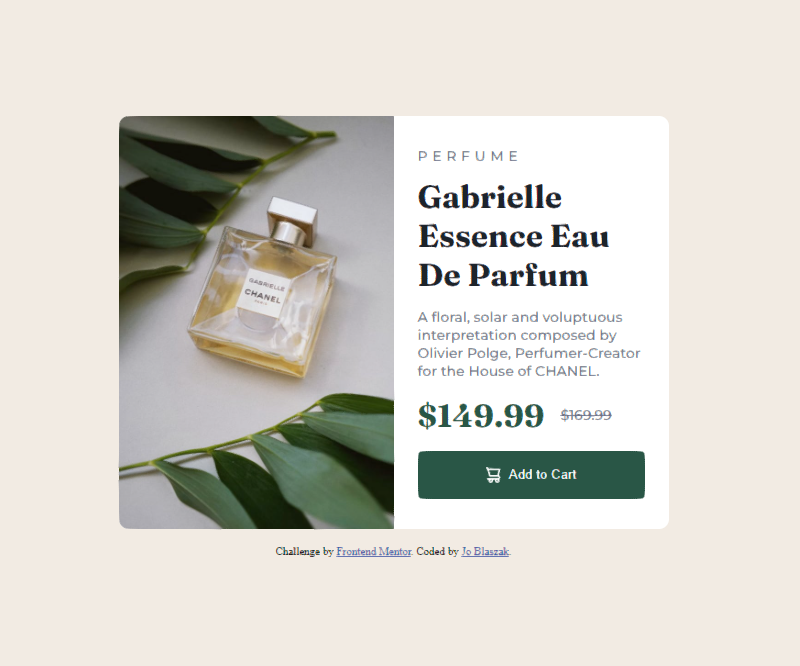 PERFUME
Gabrielle
Essence Eau
De Parfum
A floral, solar and voluptuous
interpretation composed by
Olivier Polge, Perfumer-Creator
for the House of CHANEL.
$149.99 $169.99
Add to Cart
GABRIELLE
CHANEL
PARIS
Challenge by Frontend Mentor. Coded by Jo Blaszak.